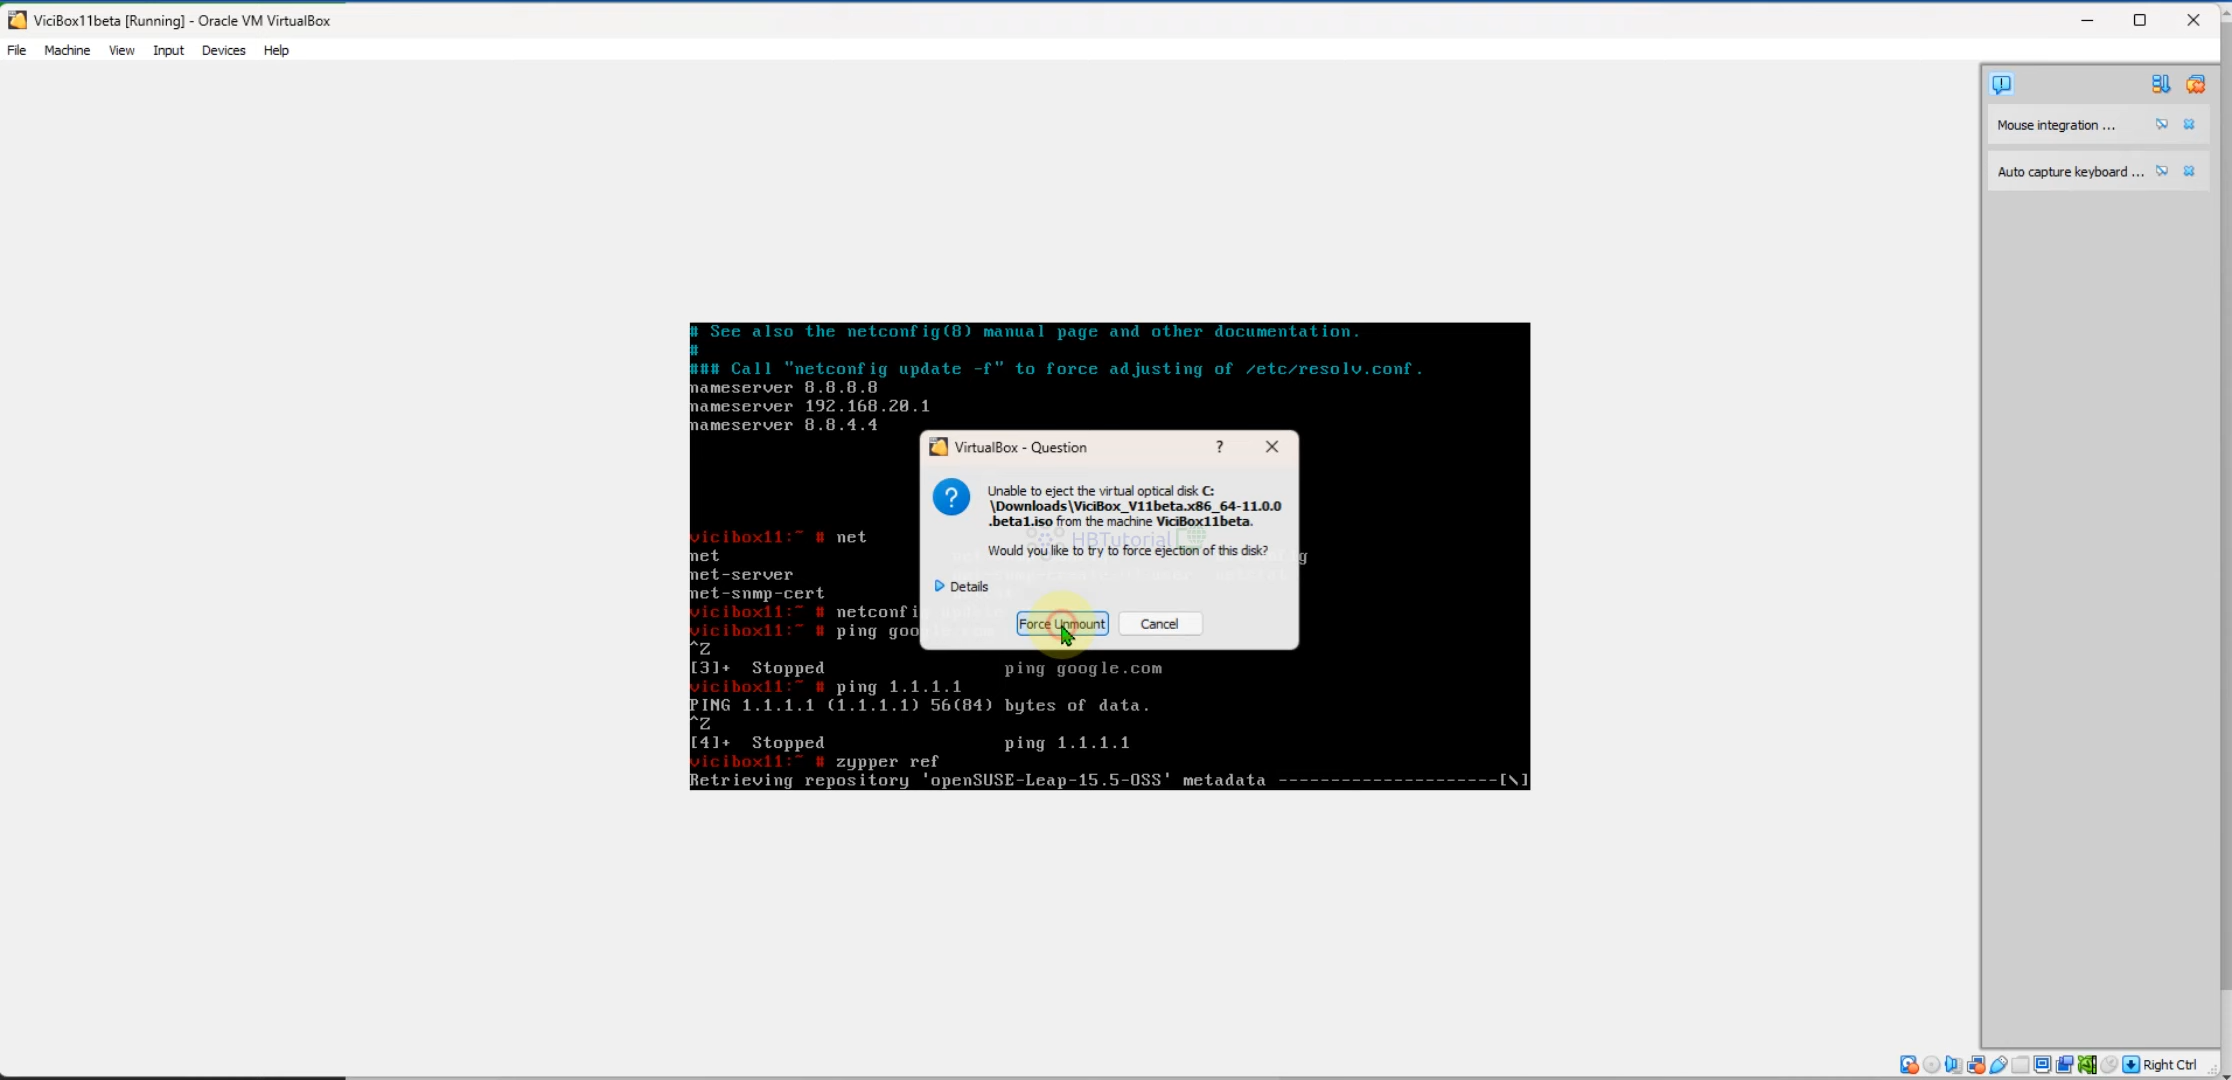 ViciBox11beta [Running] - Oracle VM VirtualBox
File Machine View Input Devices Help
Mouse integration ...
Auto capture keyboard ...
# See also the netconfig(8) manual page and other documentation.
#
### Call "netconfig update -f" to force adjusting of /etc/resolv.conf.
nameserver 8.8.8.8
nameserver 192.168.20.1
nameserver 8.8.4.4
VirtualBox - Question
?
Unable to eject the virtual optical disk C:
\Downloads\ViciBox_V11beta.x86_64-11.0.0
.beta1.iso from the machine ViciBox11beta.
HBTutorial
Would you like to try to force ejection of this disk?
Details
Force Unmount Cancel
vicibox11:~ # net
net
net-server
net-snmp-cert
vicibox11:~ # netconfi
vicibox11:~ # ping goo
^Z
[3]+ Stopped ping google.com
vicibox11:~ # ping 1.1.1.1
PING 1.1.1.1 (1.1.1.1) 56(84) bytes of data.
^Z
[4]+ Stopped ping 1.1.1.1
vicibox11:~ # zypper ref
Retrieving repository 'openSUSE-Leap-15.5-OSS' metadata ---------------------[\]
Right Ctrl